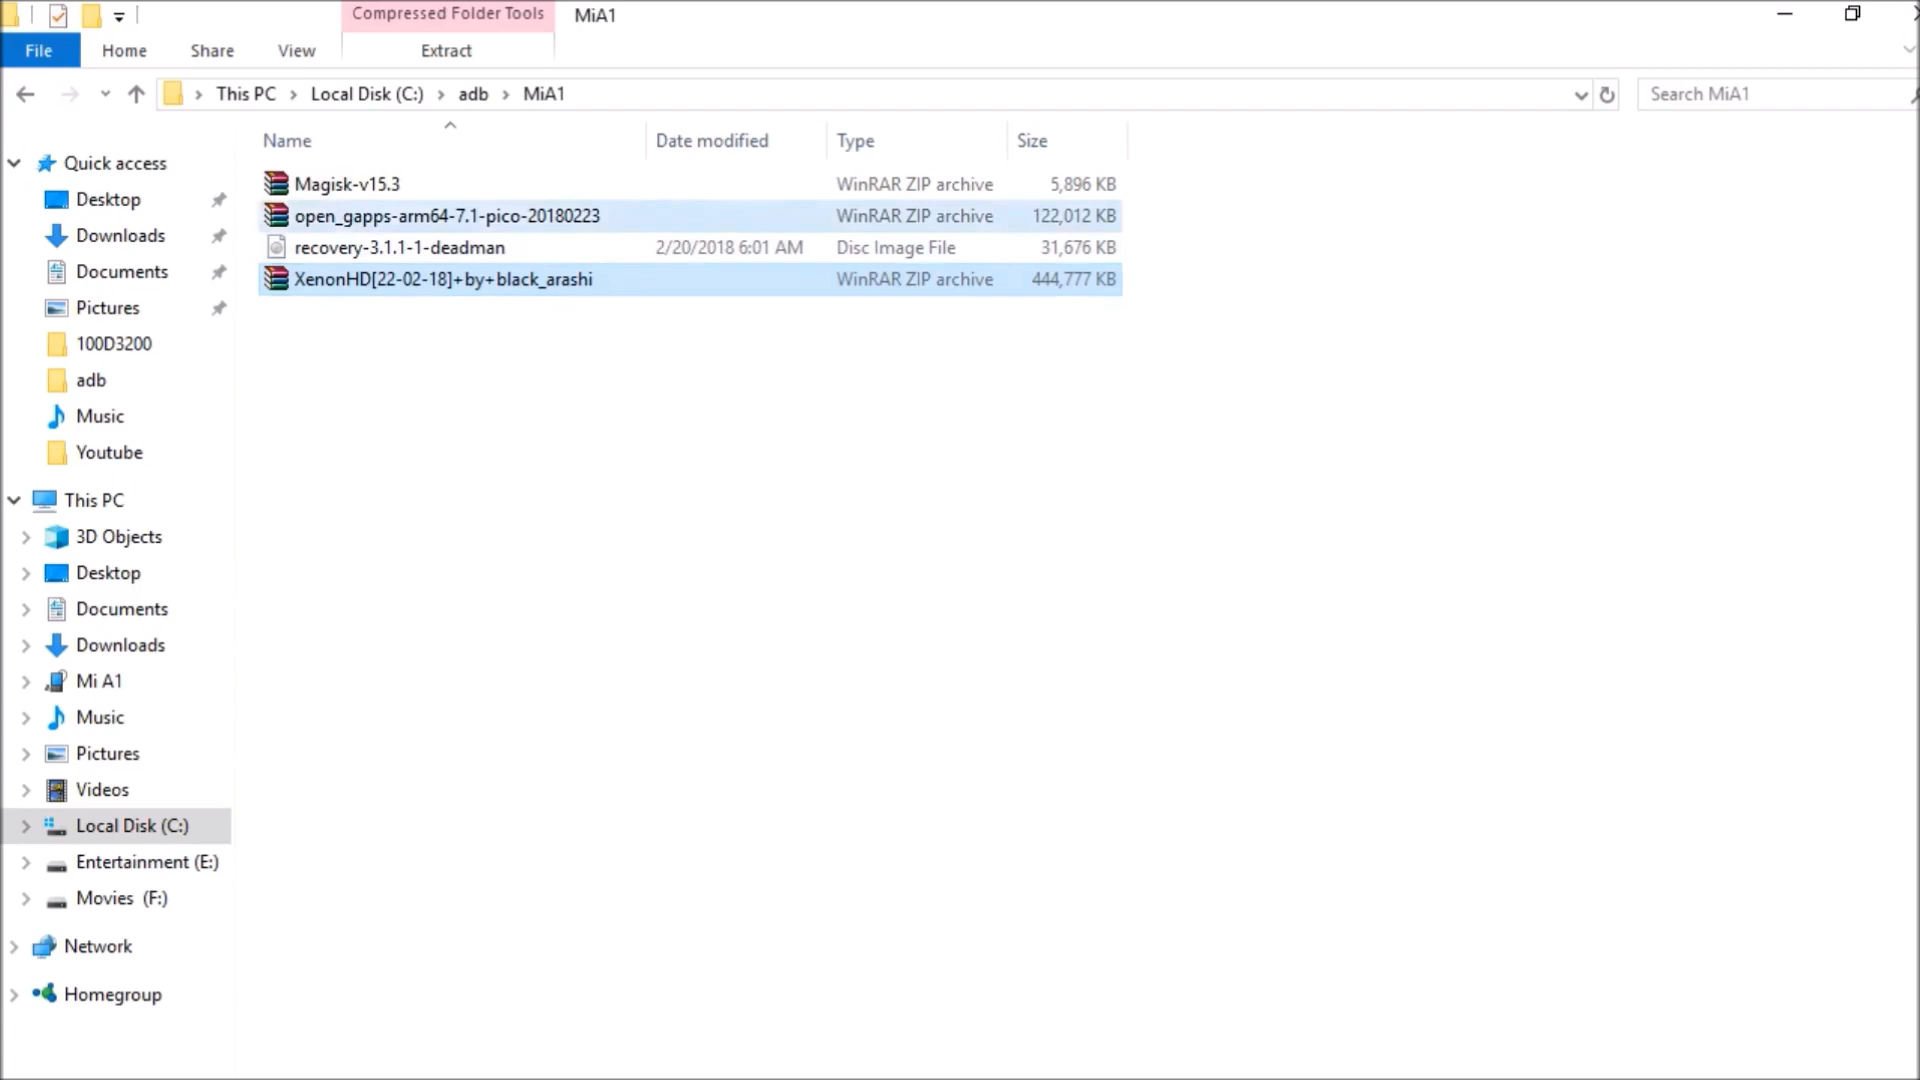 Compressed Folder Tools MiA1
File Home Share View Extract
This PC Local Disk (C:) adb MiA1 Search MiA1
Name Date modified Type Size
Magisk-v15.3 WinRAR ZIP archive 5,896 KB
open_gapps-arm64-7.1-pico-20180223 WinRAR ZIP archive 122,012 KB
recovery-3.1.1-1-deadman 2/20/2018 6:01 AM Disc Image File 31,676 KB
XenonHD[22-02-18]+by+black_arashi WinRAR ZIP archive 444,777 KB
Quick access
Desktop
Downloads
Documents
Pictures
100D3200
adb
Music
Youtube
This PC
3D Objects
Desktop
Documents
Downloads
Mi A1
Music
Pictures
Videos
Local Disk (C:)
Entertainment (E:)
Movies (F:)
Network
Homegroup